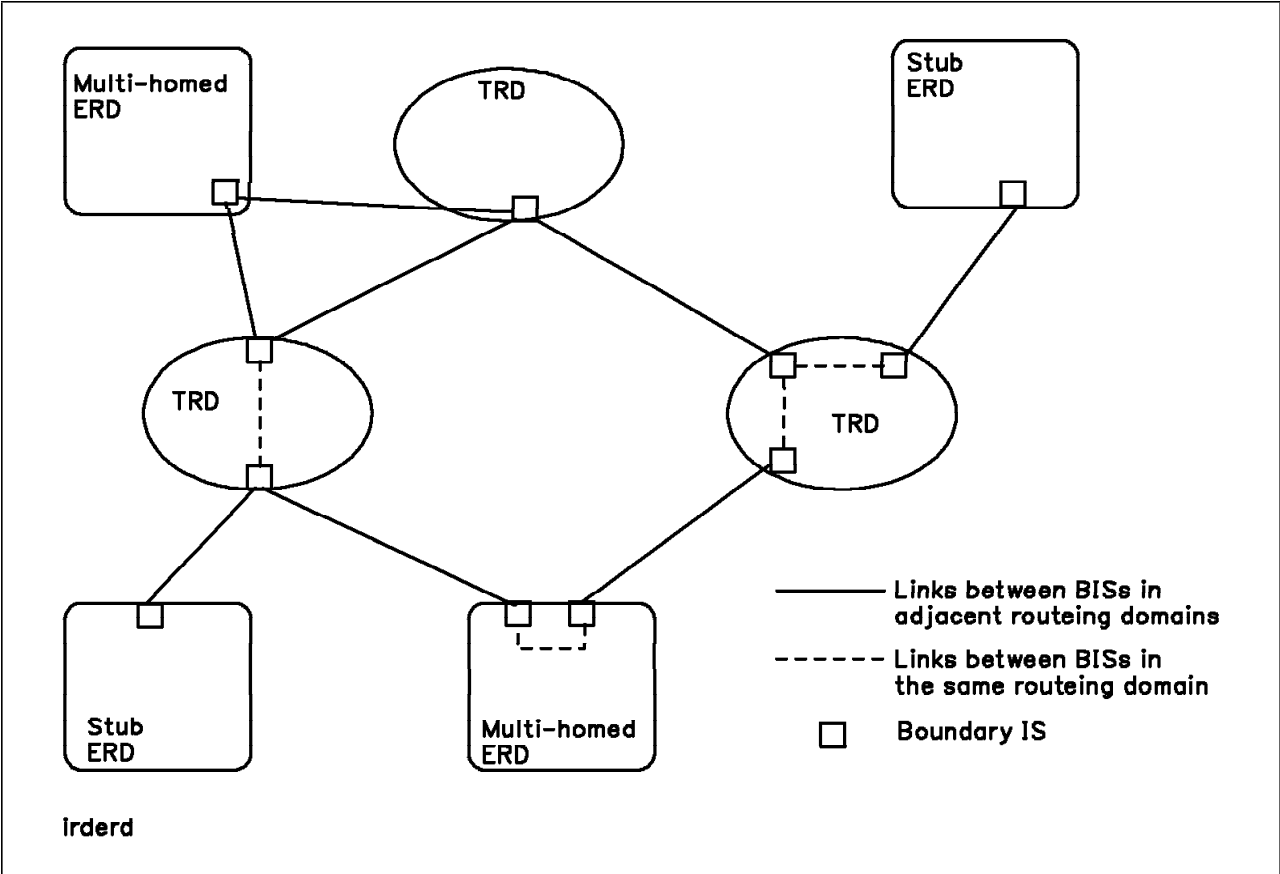 Multi-homed
ERD
TRD
Stub
ERD
TRD
TRD
Links between BISs in
adjacent routeing domains
Links between BISs in
the same routeing domain
Boundary IS
Stub
ERD
Multi-homed
ERD
irderd